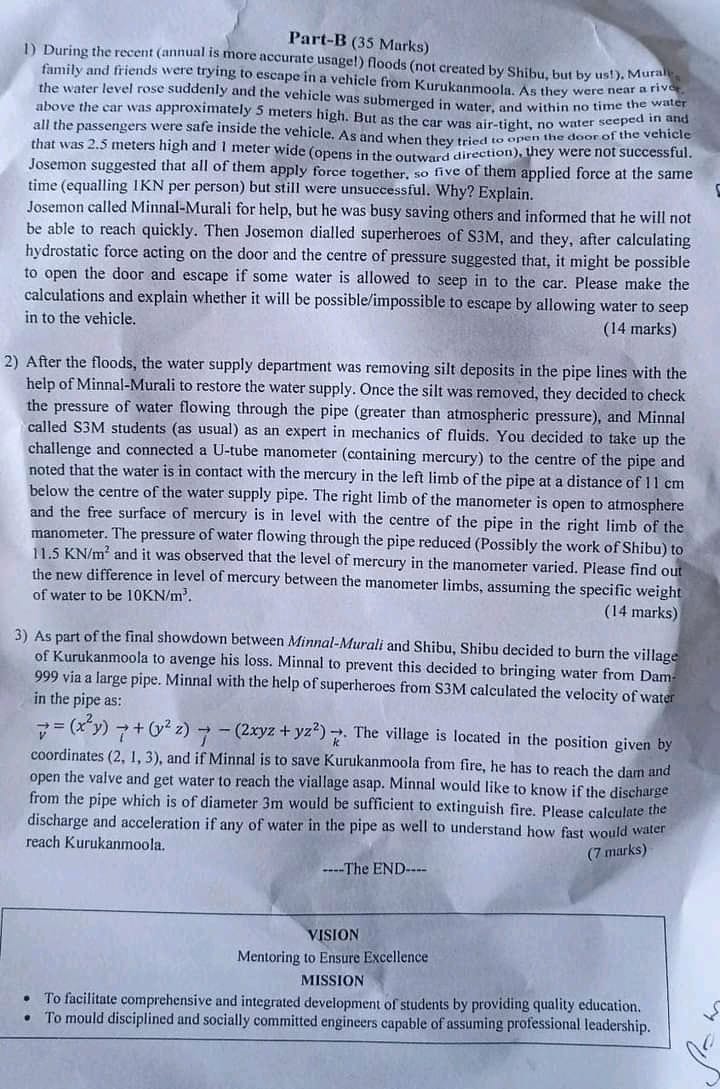 Part-B (35 Marks)
1) During the recent (annual is more accurate usage!) floods (not created by Shibu, but by us!), Murali's
family and friends were trying to escape in a vehicle from Kurukanmoola. As they were near a river,
the water level rose suddenly and the vehicle was submerged in water, and within no time the water
above the car was approximately 5 meters high. But as the car was air-tight, no water seeped in and
all the passengers were safe inside the vehicle. As and when they tried to open the door of the vehicle
that was 2.5 meters high and 1 meter wide (opens in the outward direction), they were not successful.
Josemon suggested that all of them apply force together, so five of them applied force at the same
time (equalling 1KN per person) but still were unsuccessful. Why? Explain.
Josemon called Minnal-Murali for help, but he was busy saving others and informed that he will not
be able to reach quickly. Then Josemon dialled superheroes of S3M, and they, after calculating
hydrostatic force acting on the door and the centre of pressure suggested that, it might be possible
to open the door and escape if some water is allowed to seep in to the car. Please make the
calculations and explain whether it will be possible/impossible to escape by allowing water to seep
in to the vehicle.
(14 marks)
2) After the floods, the water supply department was removing silt deposits in the pipe lines with the
help of Minnal-Murali to restore the water supply. Once the silt was removed, they decided to check
the pressure of water flowing through the pipe (greater than atmospheric pressure), and Minnal
called S3M students (as usual) as an expert in mechanics of fluids. You decided to take up the
challenge and connected a U-tube manometer (containing mercury) to the centre of the pipe and
noted that the water is in contact with the mercury in the left limb of the pipe at a distance of 11 cm
below the centre of the water supply pipe. The right limb of the manometer is open to atmosphere
and the free surface of mercury is in level with the centre of the pipe in the right limb of the
manometer. The pressure of water flowing through the pipe reduced (Possibly the work of Shibu) to
11.5 KN/m² and it was observed that the level of mercury in the manometer varied. Please find out
the new difference in level of mercury between the manometer limbs, assuming the specific weight
of water to be 10KN/m³.
(14 marks)
3) As part of the final showdown between Minnal-Murali and Shibu, Shibu decided to burn the village
of Kurukanmoola to avenge his loss. Minnal to prevent this decided to bringing water from Dam-
999 via a large pipe. Minnal with the help of superheroes from S3M calculated the velocity of water
in the pipe as:
→v = (x²y) →i + (y² z) →j − (2xyz + yz²) →k. The village is located in the position given by
coordinates (2, 1, 3), and if Minnal is to save Kurukanmoola from fire, he has to reach the dam and
open the valve and get water to reach the viallage asap. Minnal would like to know if the discharge
from the pipe which is of diameter 3m would be sufficient to extinguish fire. Please calculate the
discharge and acceleration if any of water in the pipe as well to understand how fast would water
reach Kurukanmoola.
(7 marks)
----The END----
VISION
Mentoring to Ensure Excellence
MISSION
• To facilitate comprehensive and integrated development of students by providing quality education.
• To mould disciplined and socially committed engineers capable of assuming professional leadership.